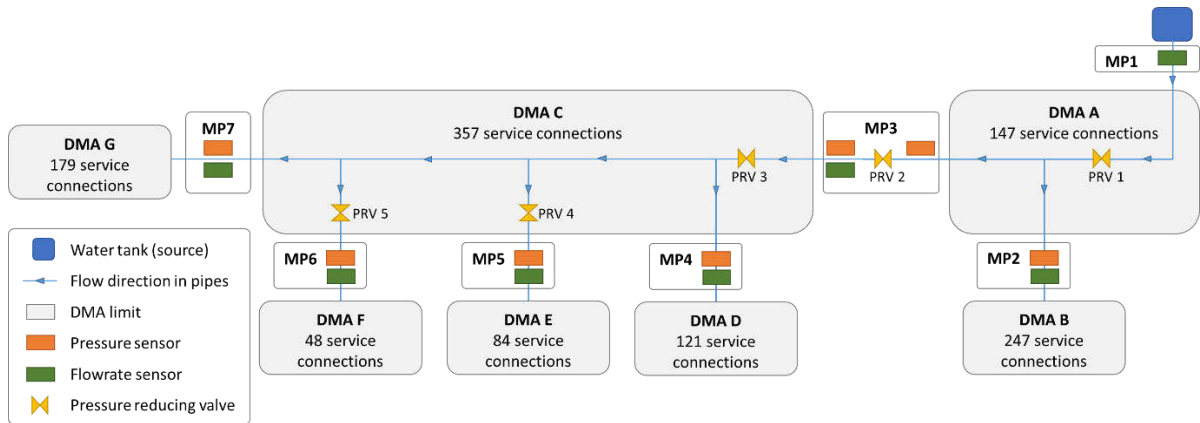 MP1
DMA A
147 service connections
PRV 1
MP3
PRV 2
DMA C
357 service connections
PRV 3
PRV 4
PRV 5
MP7
DMA G
179 service
connections
MP6
MP5
MP4
MP2
DMA F
48 service
connections
DMA E
84 service
connections
DMA D
121 service
connections
DMA B
247 service
connections
Water tank (source)
Flow direction in pipes
DMA limit
Pressure sensor
Flowrate sensor
Pressure reducing valve